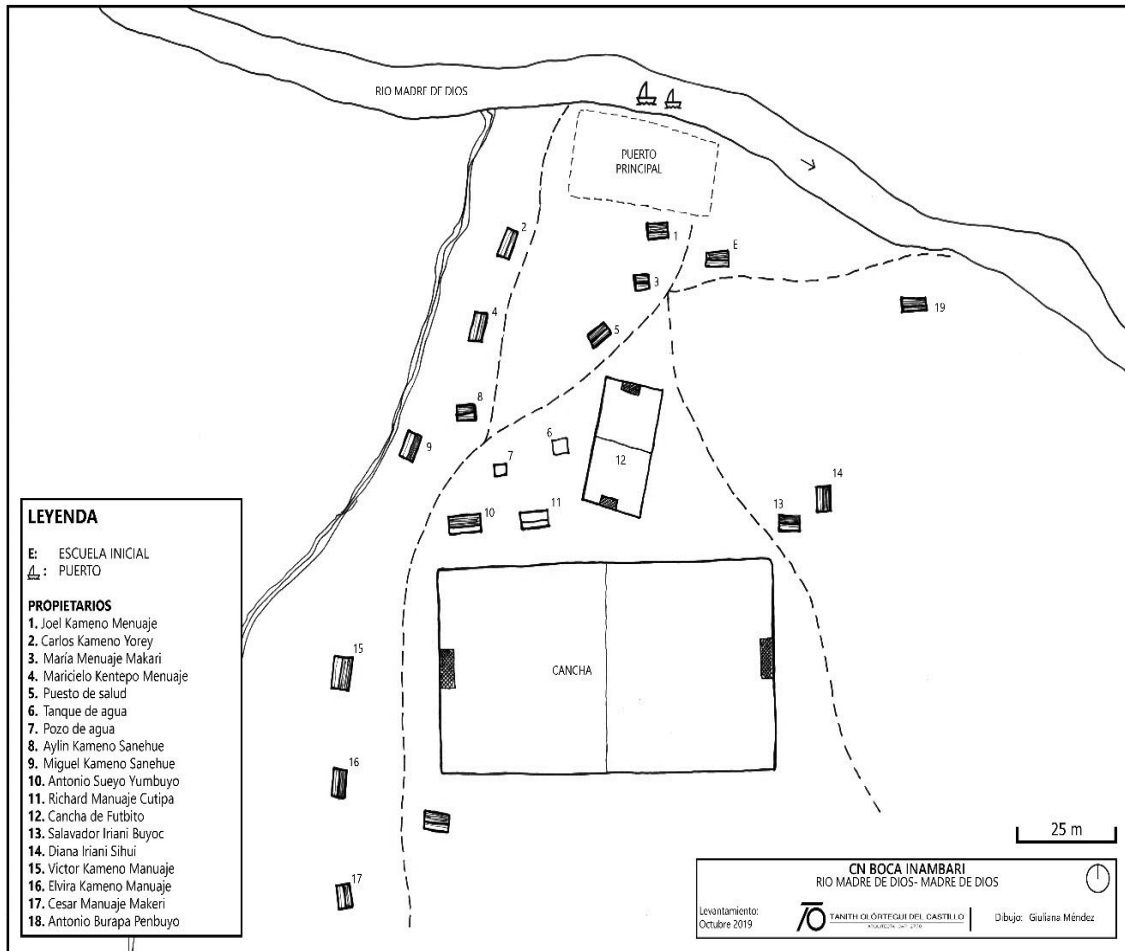 RIO MADRE DE DIOS
PUERTO
PRINCIPAL
2
1
E
3
19
4
5
8
6
9
7
12
14
10
11
13
CANCHA
15
16
17
LEYENDA
E: ESCUELA INICIAL
: PUERTO
PROPIETARIOS
1. Joel Kameno Menuaje
2. Carlos Kameno Yorey
3. María Menuaje Makari
4. Maricielo Kentepo Menuaje
5. Puesto de salud
6. Tanque de agua
7. Pozo de agua
8. Aylin Kameno Sanehue
9. Miguel Kameno Sanehue
10. Antonio Sueyo Yumbuyo
11. Richard Manuaje Cutipa
12. Cancha de Futbito
13. Salavador Iriani Buyoc
14. Diana Iriani Sihui
15. Victor Kameno Manuaje
16. Elvira Kameno Manuaje
17. Cesar Manuaje Makeri
18. Antonio Burapa Penbuyo
25 m
CN BOCA INAMBARI
RIO MADRE DE DIOS- MADRE DE DIOS
Levantamiento:
Octubre 2019
TANITH OLÓRTEGUI DEL CASTILLO
Dibujo: Giuliana Méndez